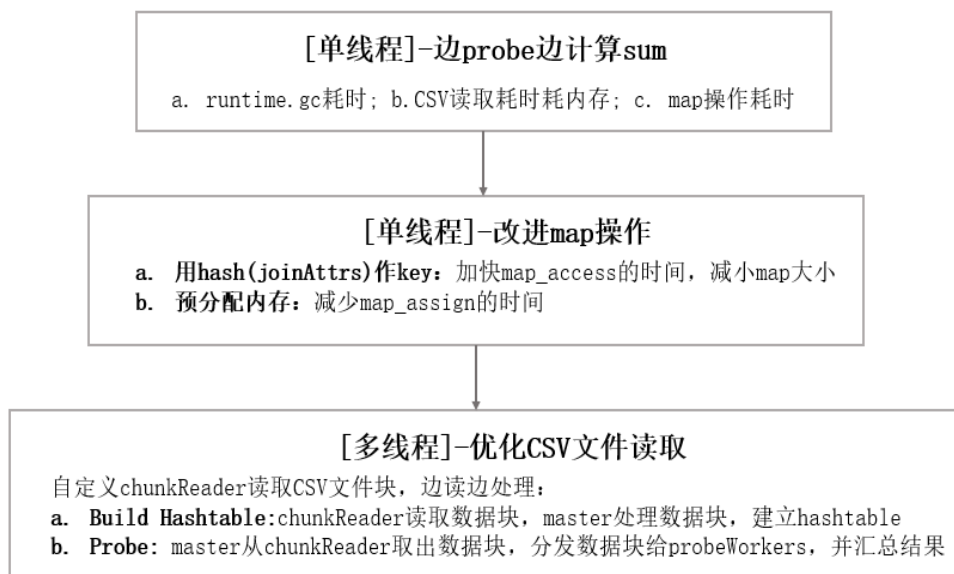 [单线程]-边probe边计算sum
a. runtime.gc耗时; b.CSV读取耗时耗内存; c. map操作耗时
[单线程]-改进map操作
a. 用hash(joinAttrs)作key：加快map_access的时间，减小map大小
b. 预分配内存：减少map_assign的时间
[多线程]-优化CSV文件读取
自定义chunkReader读取CSV文件块，边读边处理：
a. Build Hashtable:chunkReader读取数据块，master处理数据块，建立hashtable
b. Probe: master从chunkReader取出数据块，分发数据块给probeWorkers，并汇总结果